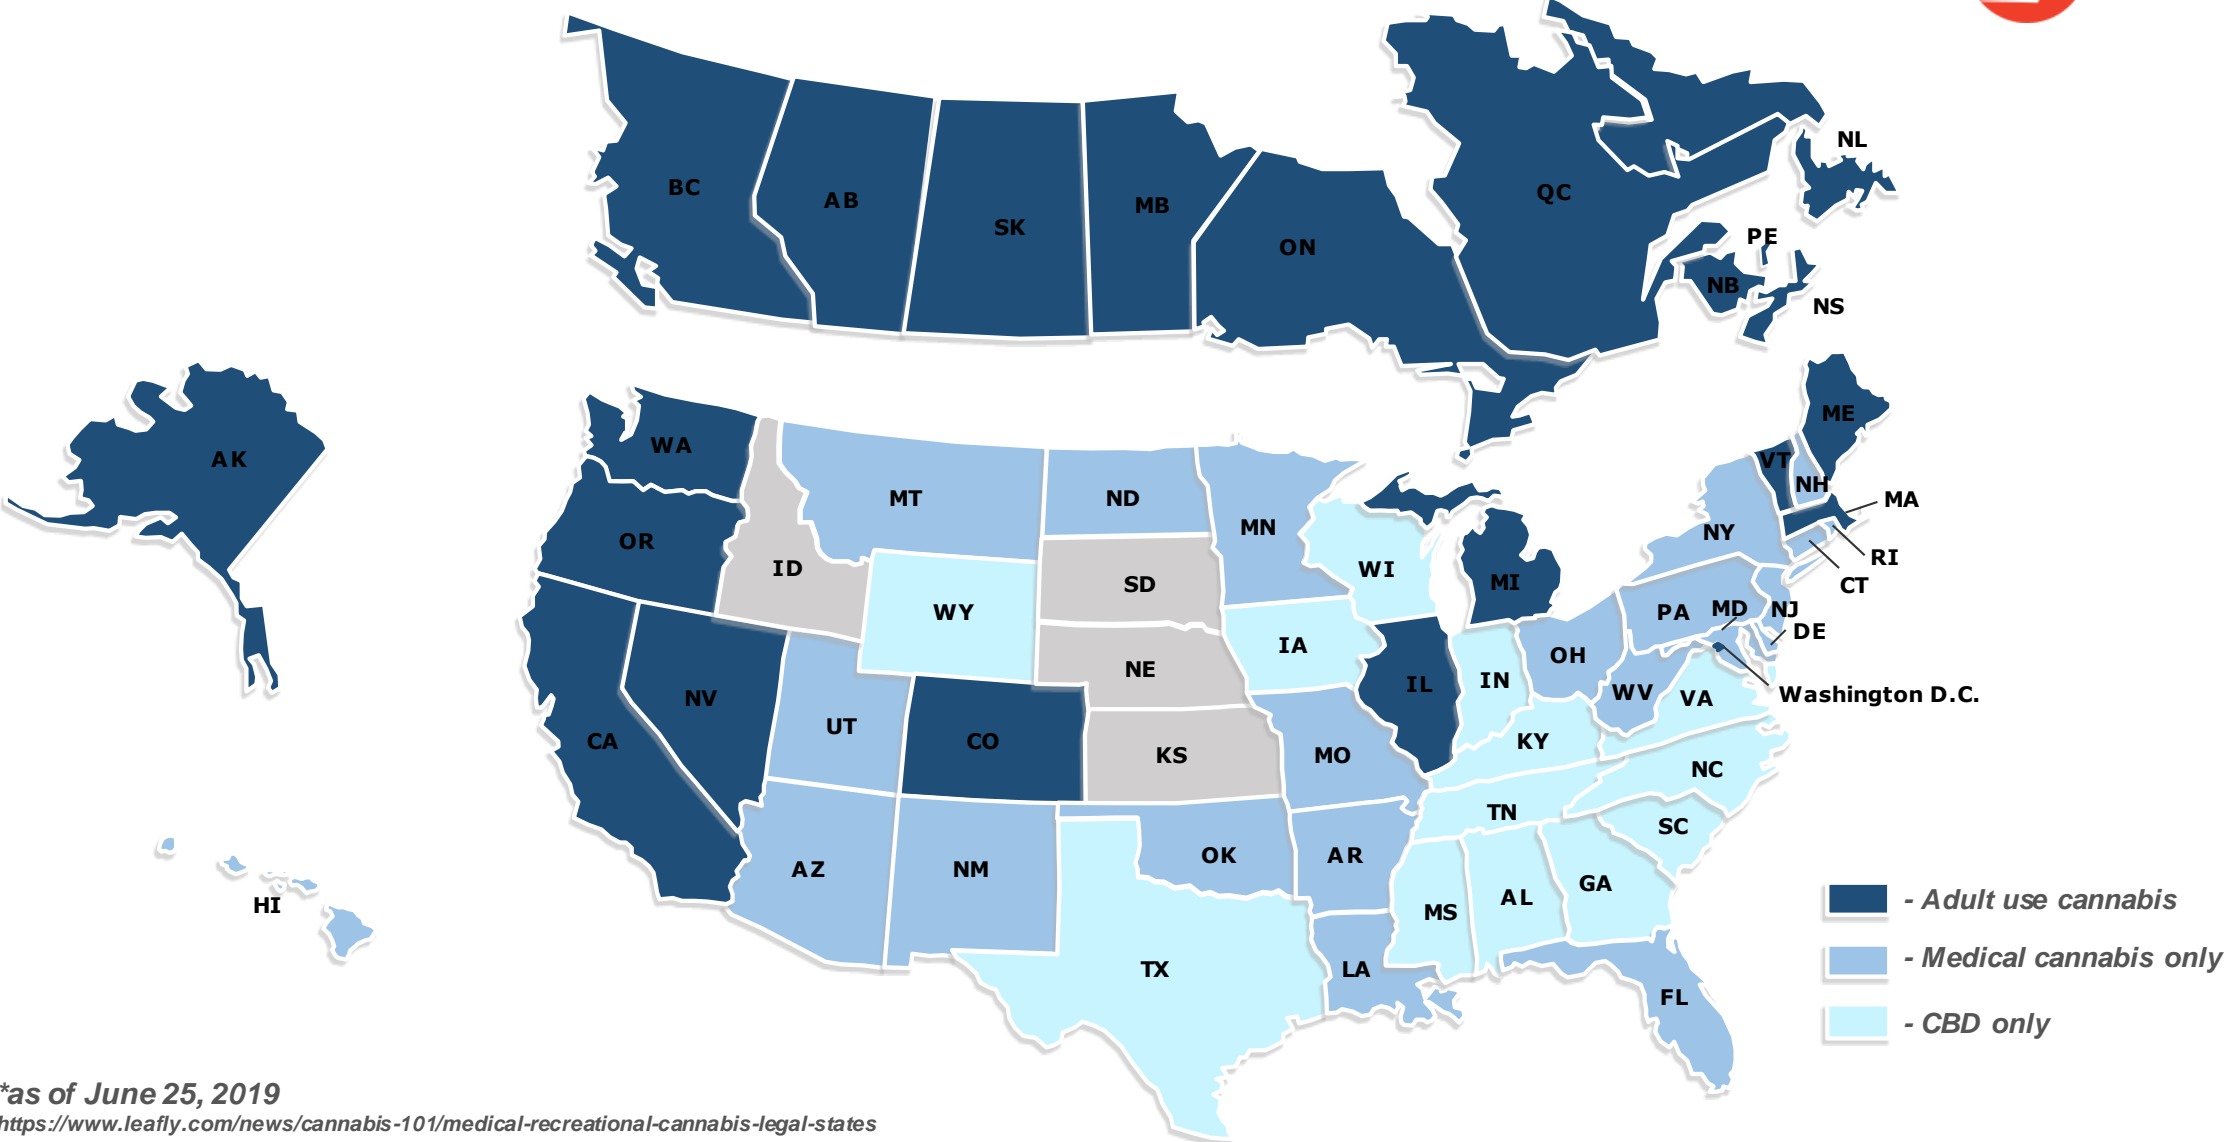 NL
BC
AB
SK
MB
ON
QC
PE
NB
NS
AK
WA
ME
VT
NH
MA
MT
ND
MN
OR
ID
SD
WI
MI
NY
RI
CT
WY
IA
PA
MD
NJ
DE
NE
OH
NV
UT
CO
IL
IN
WV
VA
Washington D.C.
CA
KS
MO
KY
NC
TN
SC
AZ
NM
OK
AR
MS
AL
GA
HI
TX
LA
FL
- Adult use cannabis
- Medical cannabis only
- CBD only
*as of June 25, 2019
https://www.leafly.com/news/cannabis-101/medical-recreational-cannabis-legal-states